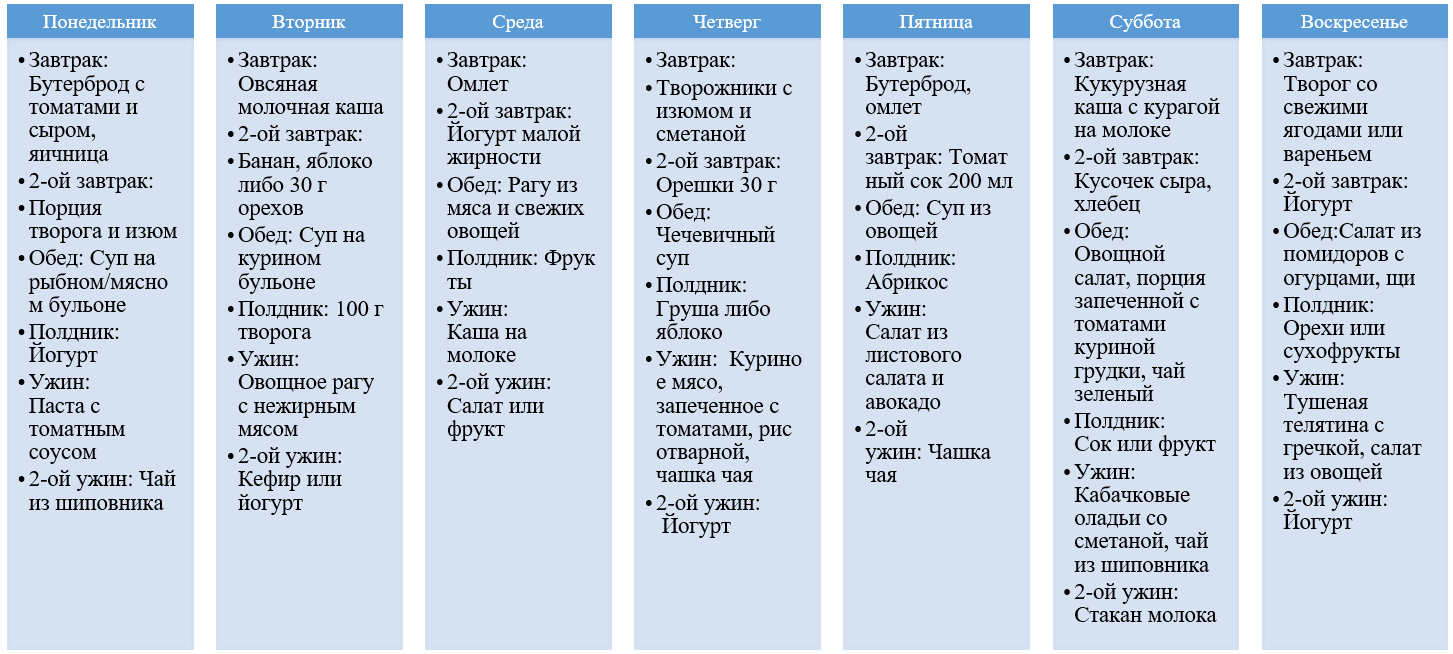 Понедельник
• Завтрак:
Бутерброд с
томатами и
сыром,
яичница
• 2-ой завтрак:
• Порция
творога и изюм
• Обед: Суп на
рыбном/мясно
м бульоне
• Полдник:
Йогурт
• Ужин:
Паста с
томатным
соусом
• 2-ой ужин: Чай
из шиповника
Вторник
• Завтрак:
Овсяная
молочная каша
• 2-ой завтрак:
• Банан, яблоко
либо 30 г
орехов
• Обед: Суп на
курином
бульоне
• Полдник: 100 г
творога
• Ужин:
Овощное рагу
с нежирным
мясом
• 2-ой ужин:
Кефир или
йогурт
Среда
• Завтрак:
Омлет
• 2-ой завтрак:
Йогурт малой
жирности
• Обед: Рагу из
мяса и свежих
овощей
• Полдник: Фрук
ты
• Ужин:
Каша на
молоке
• 2-ой ужин:
Салат или
фрукт
Четверг
• Завтрак:
• Творожники с
изюмом и
сметаной
• 2-ой завтрак:
Орешки 30 г
• Обед:
Чечевичный
суп
• Полдник:
Груша либо
яблоко
• Ужин: Курино
е мясо,
запеченное с
томатами, рис
отварной,
чашка чая
• 2-ой ужин:
Йогурт
Пятница
• Завтрак:
Бутерброд,
омлет
• 2-ой
завтрак: Томат
ный сок 200 мл
• Обед: Суп из
овощей
• Полдник:
Абрикос
• Ужин:
Салат из
листового
салата и
авокадо
• 2-ой
ужин: Чашка
чая
Суббота
• Завтрак:
Кукурузная
каша с курагой
на молоке
• 2-ой завтрак:
Кусочек сыра,
хлебец
• Обед:
Овощной
салат, порция
запеченной с
томатами
куриной
грудки, чай
зеленый
• Полдник:
Сок или фрукт
• Ужин:
Кабачковые
оладьи со
сметаной, чай
из шиповника
• 2-ой ужин:
Стакан молока
Воскресенье
• Завтрак:
Творог со
свежими
ягодами или
вареньем
• 2-ой завтрак:
Йогурт
• Обед:Салат из
помидоров с
огурцами, щи
• Полдник:
Орехи или
сухофрукты
• Ужин:
Тушеная
телятина с
гречкой, салат
из овощей
• 2-ой ужин:
Йогурт